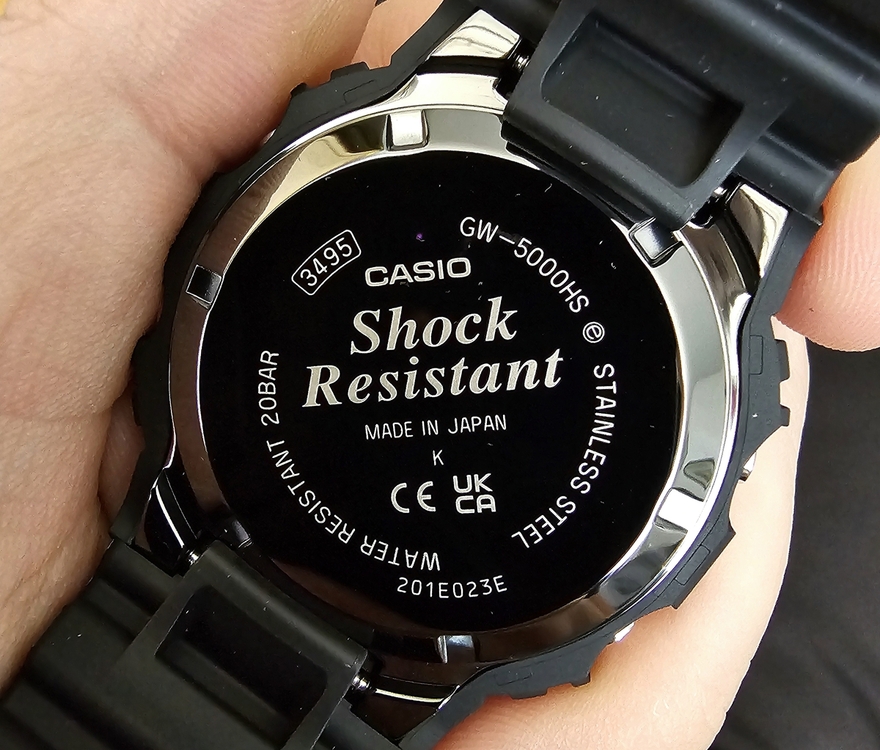 3495
CASIO
GW-5000HS ⓔ STAINLESS STEEL
Shock
Resistant
MADE IN JAPAN
K
CE UK
CA
WATER RESISTANT 20BAR
201E023E